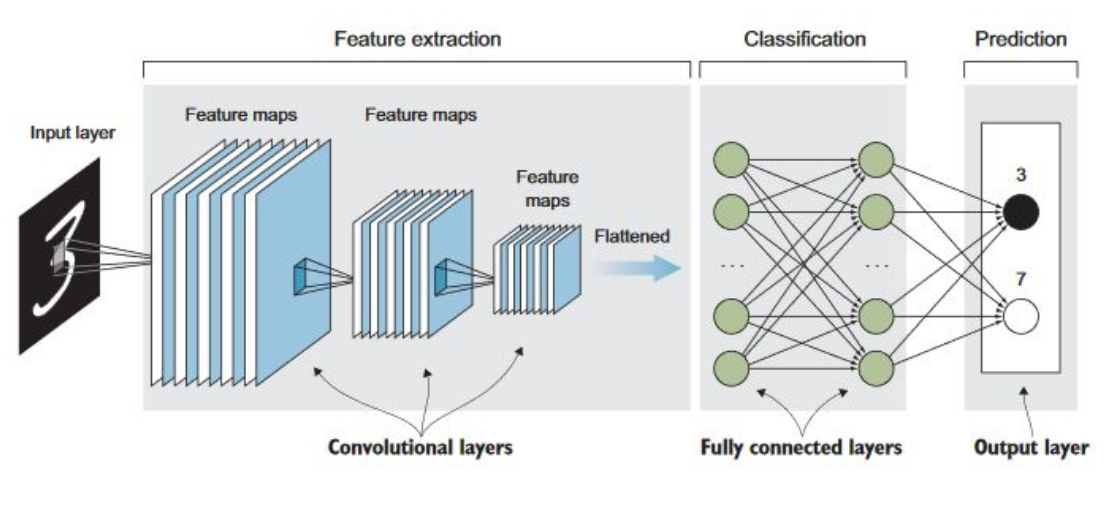 Feature extraction
Classification
Prediction
Input layer
Feature maps
Feature maps
Feature
maps
Flattened
3
7
...
...
Convolutional layers
Fully connected layers
Output layer